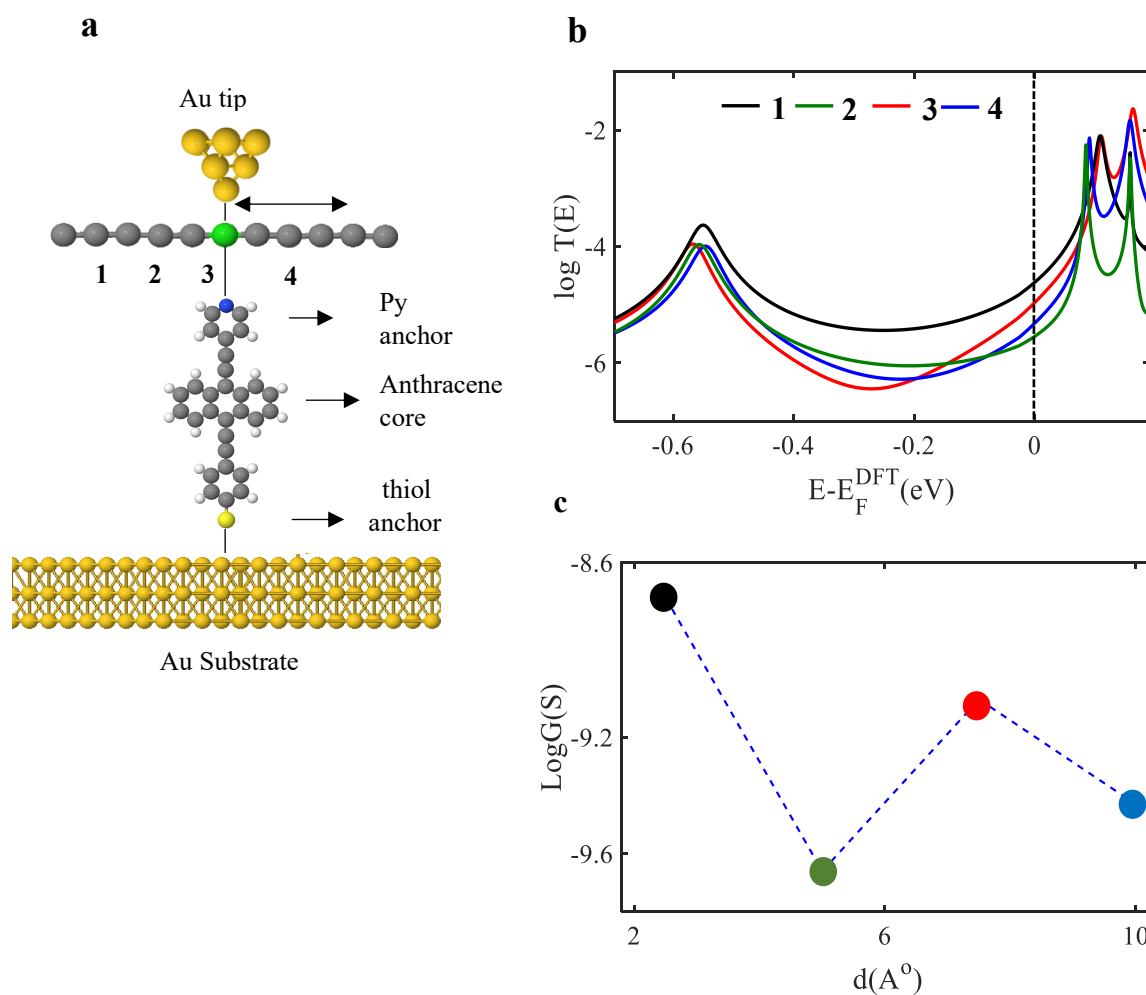 a
Au tip
1 2 3 4
Py
anchor
Anthracene
core
thiol
anchor
Au Substrate
b
1 2 3 4
-2
-4
-6
log T(E)
-0.6 -0.4 -0.2 0
E-E_F^DFT(eV)
c
-8.6
-9.2
-9.6
LogG(S)
2 6 10
d(A^o)